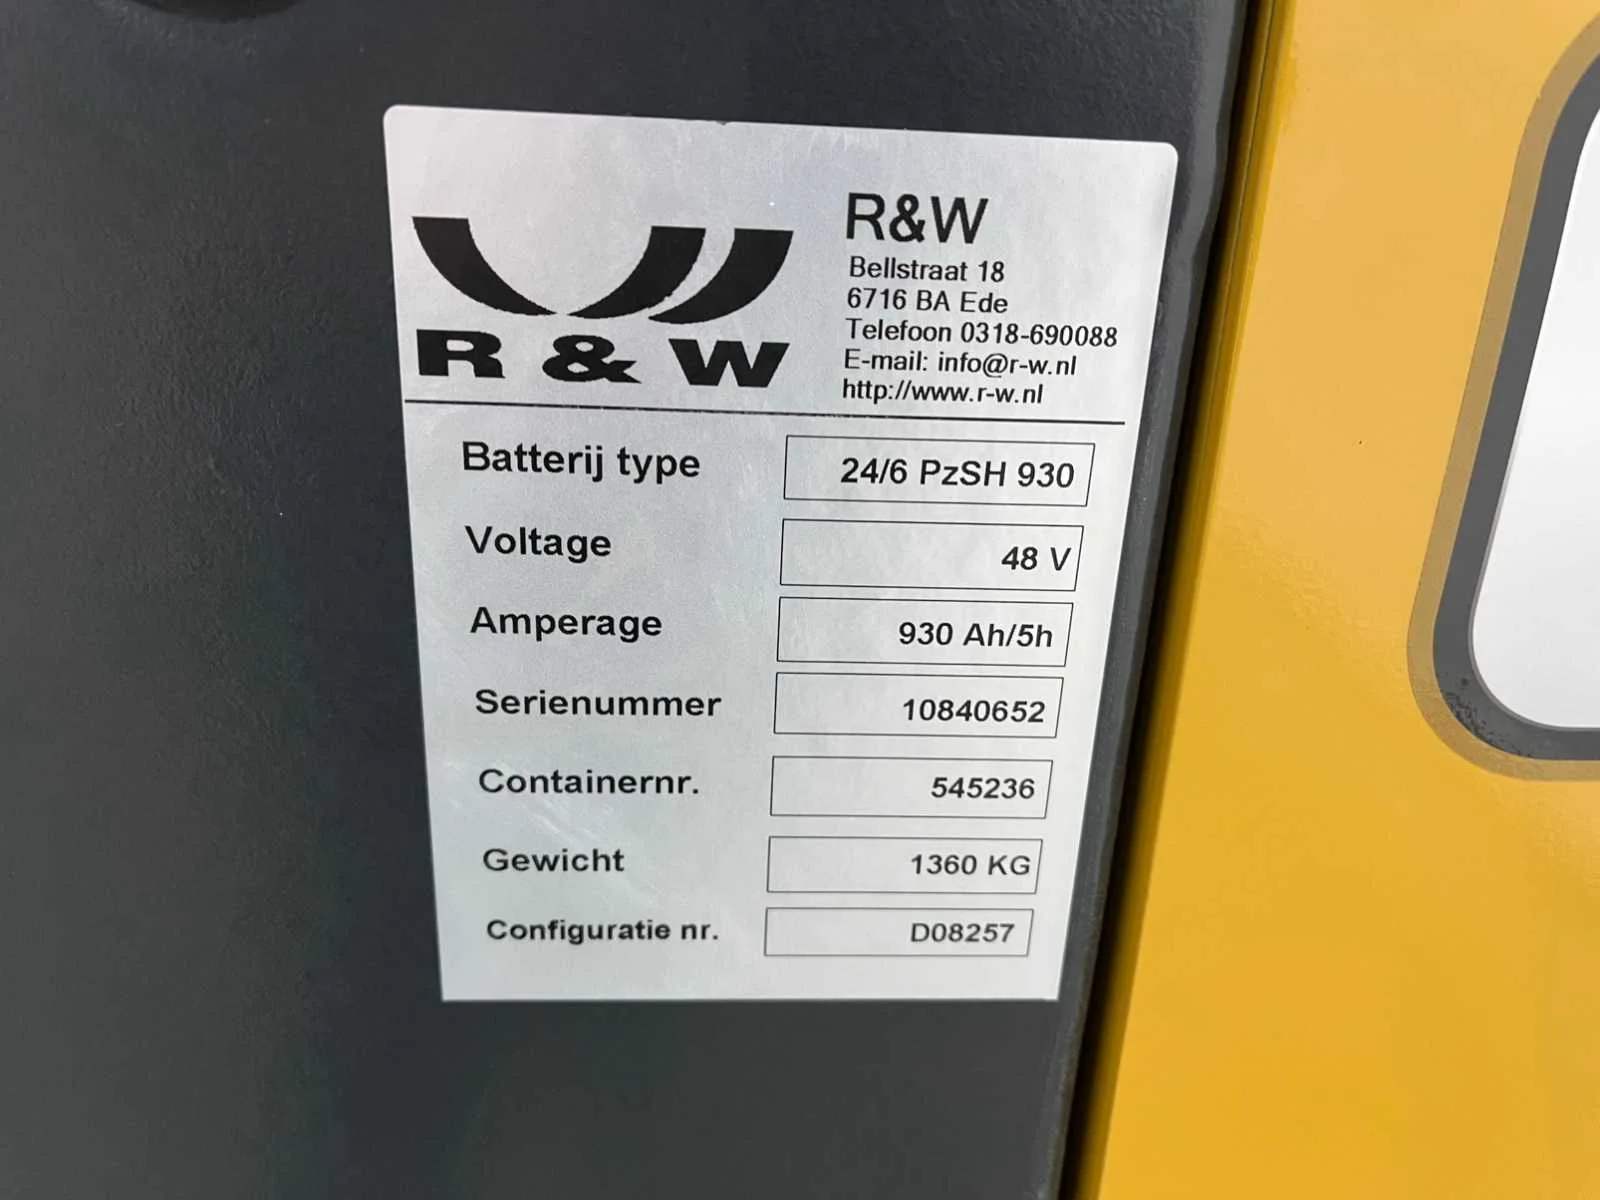 R&W
R&W
Bellstraat 18
6716 BA Ede
Telefoon 0318-690088
E-mail: info@r-w.nl
http://www.r-w.nl
Batterij type 24/6 PzSH 930
Voltage 48 V
Amperage 930 Ah/5h
Serienummer 10840652
Containernr. 545236
Gewicht 1360 KG
Configuratie nr. D08257